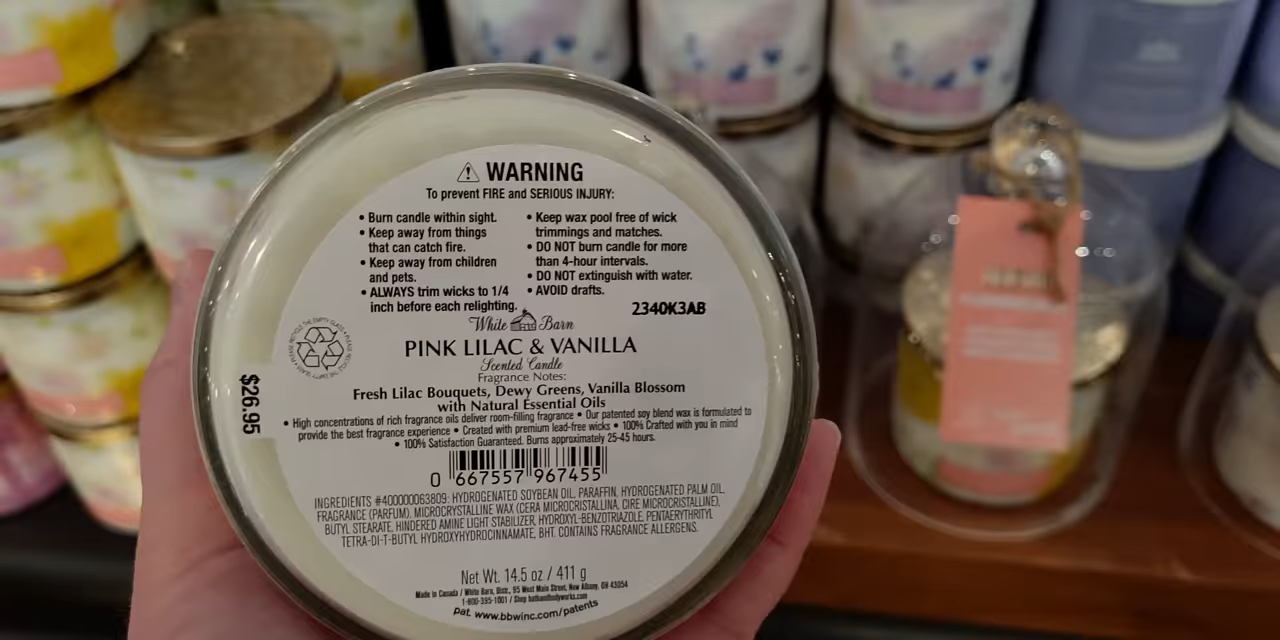 WARNING
To prevent FIRE and SERIOUS INJURY:
• Burn candle within sight.
• Keep away from things
that can catch fire.
• Keep away from children
and pets.
• ALWAYS trim wicks to 1/4
inch before each relighting.
• Keep wax pool free of wick
trimmings and matches.
• DO NOT burn candle for more
than 4-hour intervals.
• DO NOT extinguish with water.
• AVOID drafts.
2340K3AB
White Barn
PINK LILAC & VANILLA
Scented Candle
Fragrance Notes:
Fresh Lilac Bouquets, Dewy Greens, Vanilla Blossom
with Natural Essential Oils
• High concentrations of rich fragrance oils deliver room-filling fragrance • Our patented soy blend wax is formulated to
provide the best fragrance experience • Created with premium lead-free wicks • 100% Crafted with you in mind
• 100% Satisfaction Guaranteed. Burns approximately 25-45 hours.
$26.95
0 667557 967455
INGREDIENTS #400000063809: HYDROGENATED SOYBEAN OIL, PARAFFIN, HYDROGENATED PALM OIL,
FRAGRANCE (PARFUM), MICROCRYSTALLINE WAX (CERA MICROCRISTALLINA, CIRE MICROCRISTALLINE),
BUTYL STEARATE, HINDERED AMINE LIGHT STABILIZER, HYDROXYL-BENZOTRIAZOLE, PENTAERYTHRITYL
TETRA-DI-T-BUTYL HYDROXYHYDROCINNAMATE, BHT. CONTAINS FRAGRANCE ALLERGENS.
Net Wt. 14.5 oz / 411 g
Made in Canada / White Barn, Dist., 95 West Main Street, New Albany, OH 43054
1-800-395-1001 / Shop bathandbodyworks.com
pat. www.bbwinc.com/patents